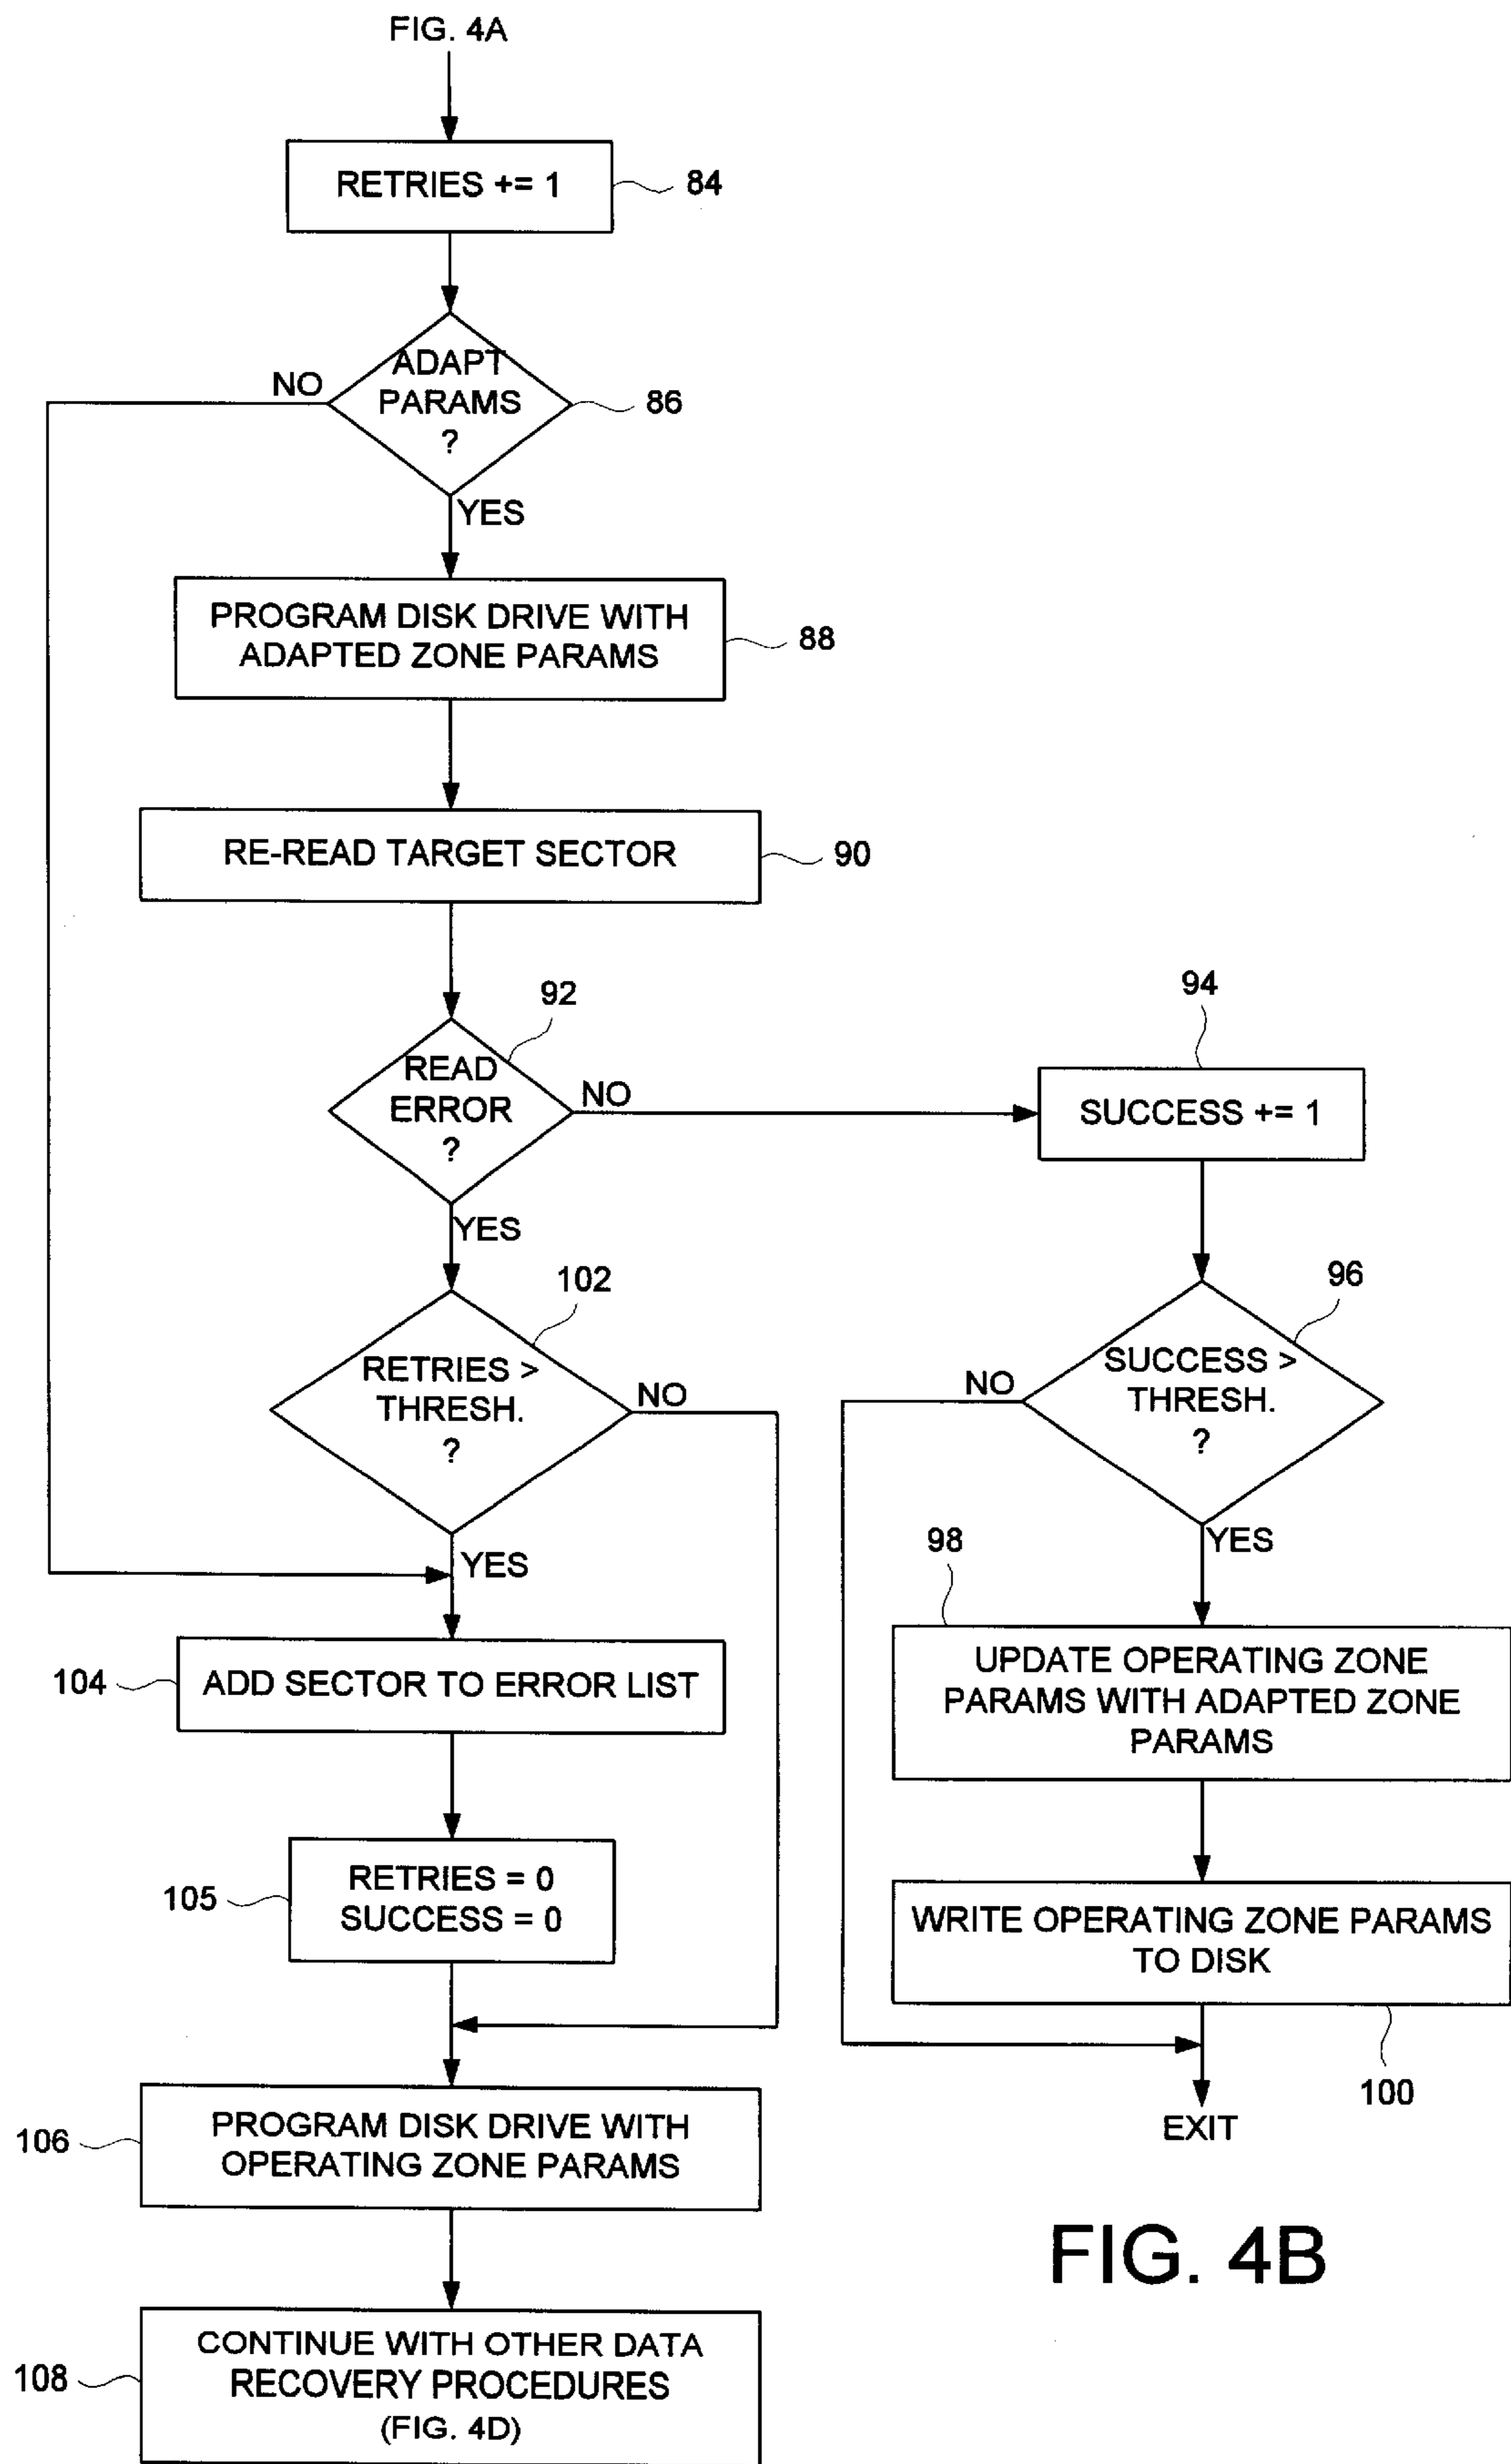 FIG. 4A
RETRIES += 1
84
ADAPT
PARAMS
?
86
NO
YES
PROGRAM DISK DRIVE WITH
ADAPTED ZONE PARAMS
88
RE-READ TARGET SECTOR
90
92
READ
ERROR
?
NO
YES
94
SUCCESS += 1
102
RETRIES >
THRESH.
?
NO
YES
96
SUCCESS >
THRESH.
?
NO
YES
98
UPDATE OPERATING ZONE
PARAMS WITH ADAPTED ZONE
PARAMS
104
ADD SECTOR TO ERROR LIST
105
RETRIES = 0
SUCCESS = 0
WRITE OPERATING ZONE PARAMS
TO DISK
100
EXIT
106
PROGRAM DISK DRIVE WITH
OPERATING ZONE PARAMS
108
CONTINUE WITH OTHER DATA
RECOVERY PROCEDURES
(FIG. 4D)
FIG. 4B